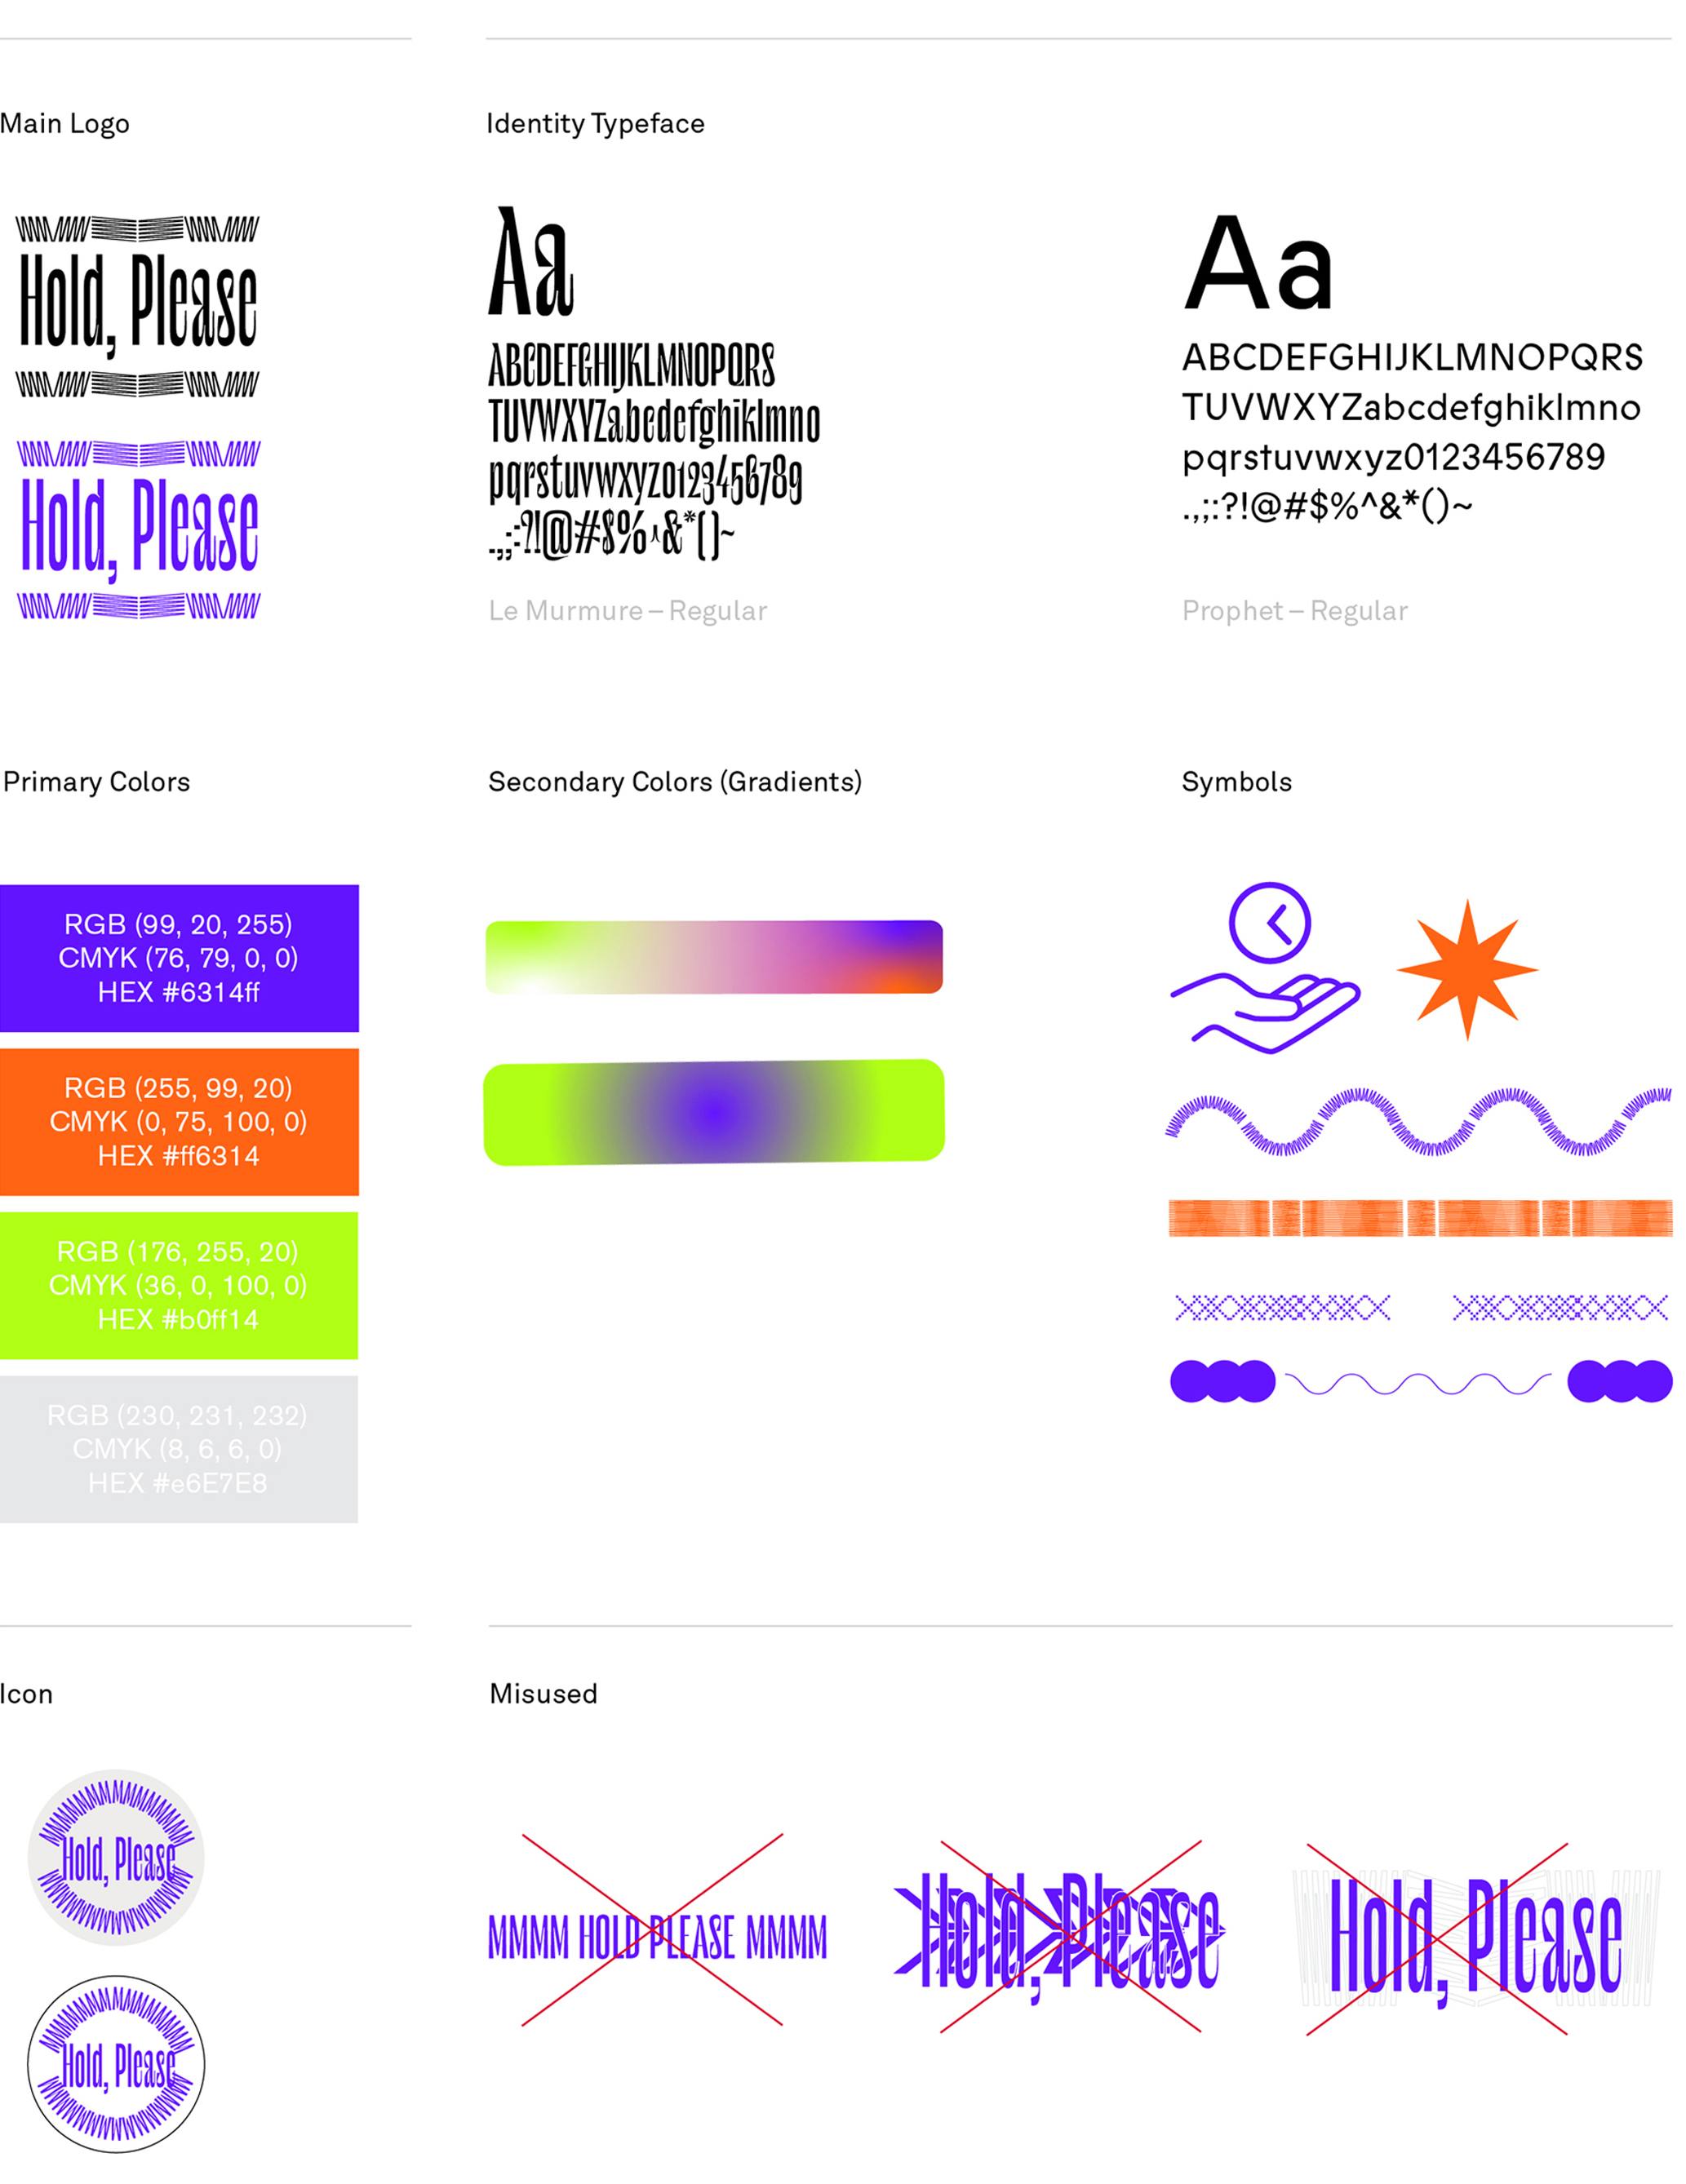 Main Logo
Hold, Please
Hold, Please
Identity Typeface
Aa
ABCDEFGHIJKLMNOPQRS
TUVWXYZabcdefghiklmno
pqrstuvwxyz0123456789
.,;:?!@#$%^&*()~
Le Murmure – Regular
Aa
ABCDEFGHIJKLMNOPQRS
TUVWXYZabcdefghiklmno
pqrstuvwxyz0123456789
.,;:?!@#$%^&*()~
Prophet – Regular
Primary Colors
RGB (99, 20, 255)
CMYK (76, 79, 0, 0)
HEX #6314ff
RGB (255, 99, 20)
CMYK (0, 75, 100, 0)
HEX #ff6314
RGB (176, 255, 20)
CMYK (36, 0, 100, 0)
HEX #b0ff14
RGB (230, 231, 232)
CMYK (8, 6, 6, 0)
HEX #e6E7E8
Secondary Colors (Gradients)
Symbols
Icon
Hold, Please
Hold, Please
Misused
MMMM HOLD PLEASE MMMM
Hold, Please
Hold, Please